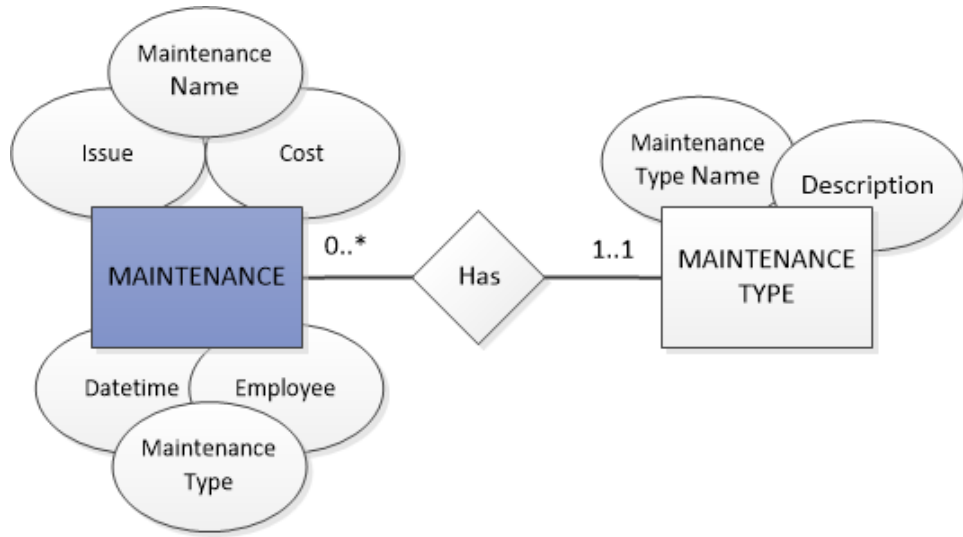 Maintenance
Name
Issue
Cost
Maintenance
Type Name
Description
0..*
1..1
MAINTENANCE
Has
MAINTENANCE
TYPE
Datetime
Employee
Maintenance
Type